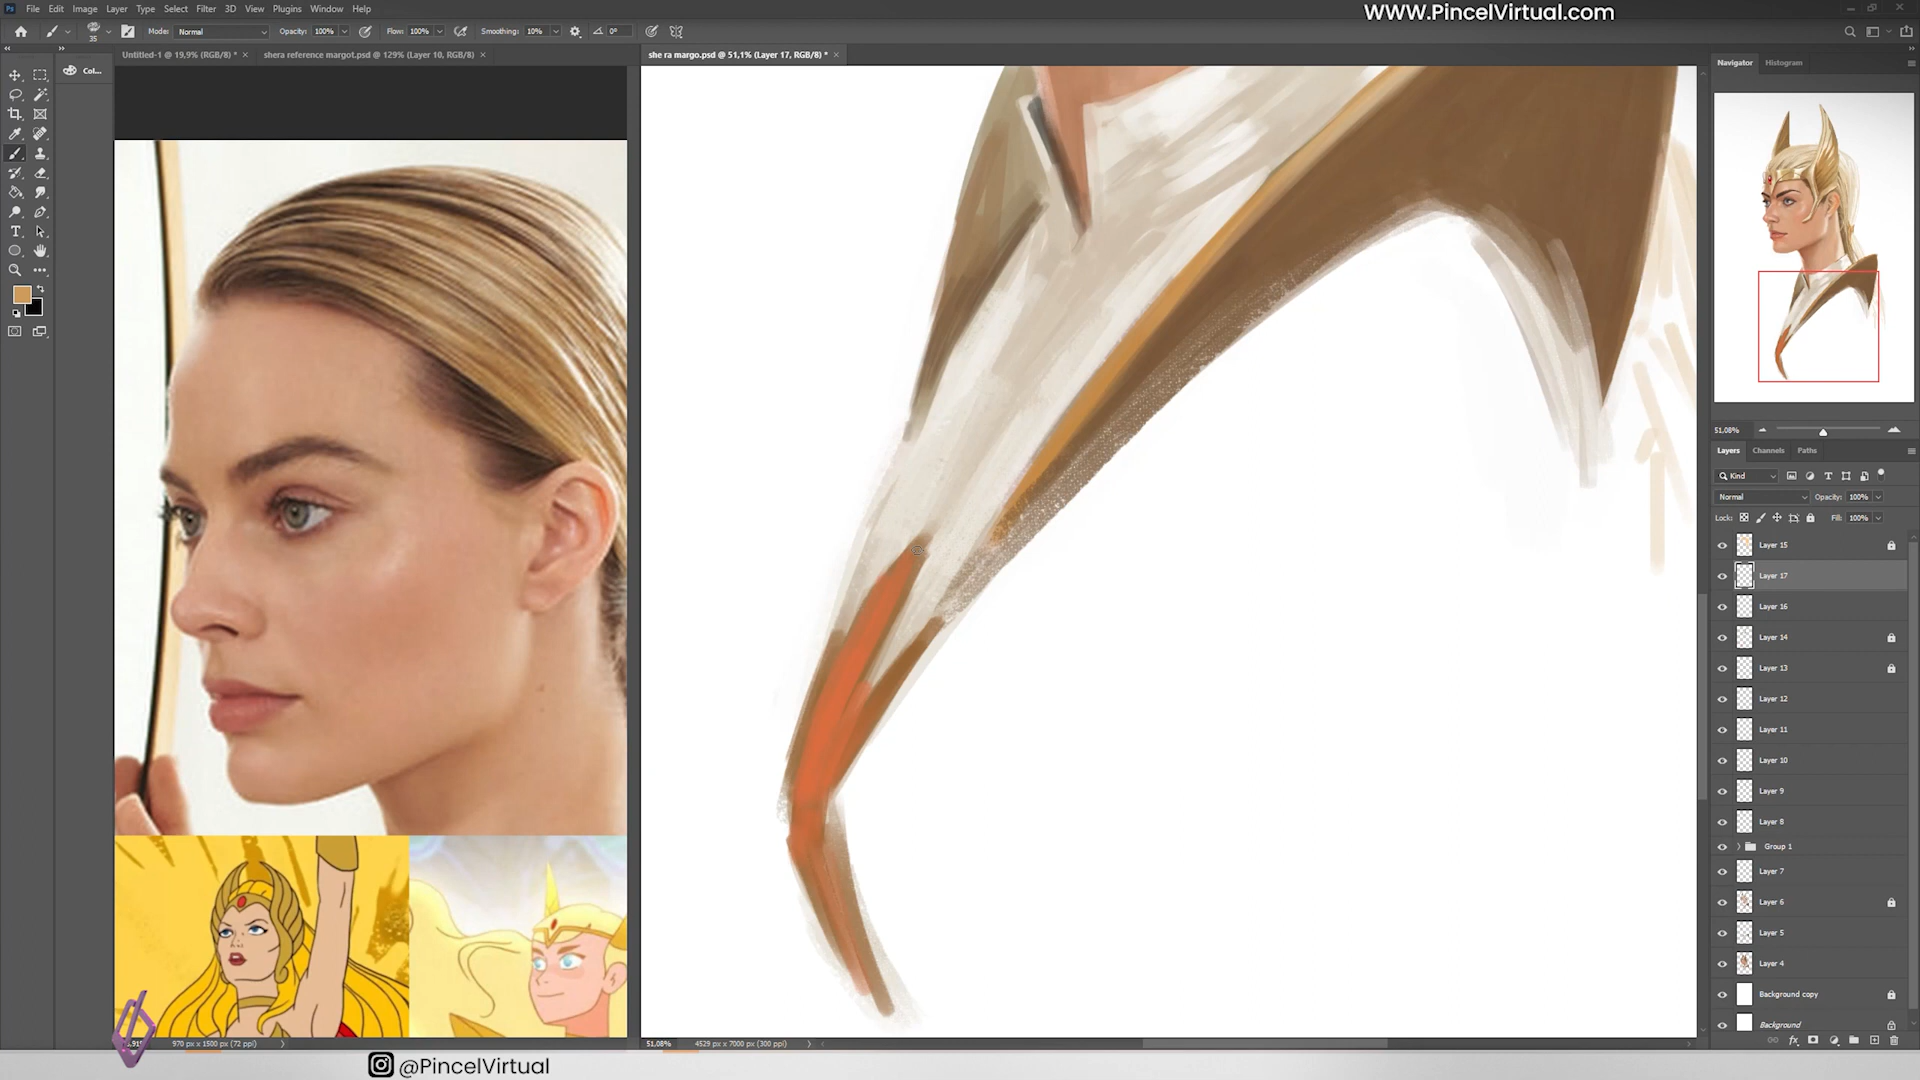 WWW.PincelVirtual.com
Ps File Edit Image Layer Type Select Filter 3D View Plugins Window Help
35 Mode: Normal Opacity: 100% Flow: 100% Smoothing: 10% 0°
Untitled-1 @ 19,9% (RGB/8) * × shera reference margot.psd @ 129% (Layer 10, RGB/8) ×
she ra margo.psd @ 51,1% (Layer 17, RGB/8) * ×
Col...
Navigator Histogram
51,08%
Layers Channels Paths
Kind
Normal Opacity: 100%
Lock: Fill: 100%
Layer 15
Layer 17
Layer 16
Layer 14
Layer 13
Layer 12
Layer 11
Layer 10
Layer 9
Layer 8
Group 1
Layer 7
Layer 6
Layer 5
Layer 4
Background copy
Background
970 px x 1500 px (72 ppi)
51,08% 4529 px x 7000 px (300 ppi)
@PincelVirtual